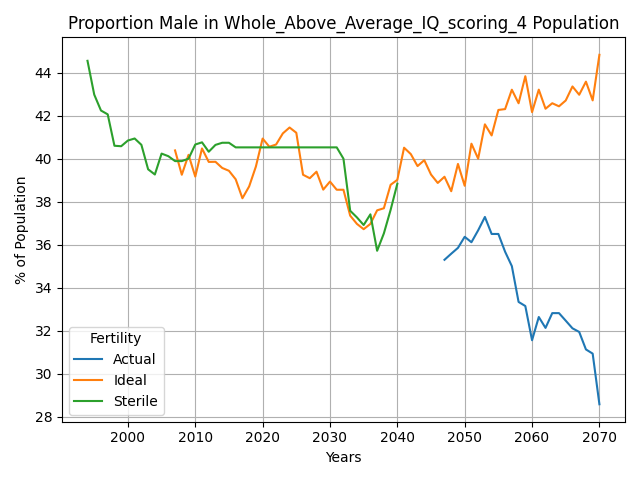 Proportion Male in Whole_Above_Average_IQ_scoring_4 Population
% of Population
44
42
40
38
36
34
32
30
28
Fertility
Actual
Ideal
Sterile
2000 2010 2020 2030 2040 2050 2060 2070
Years